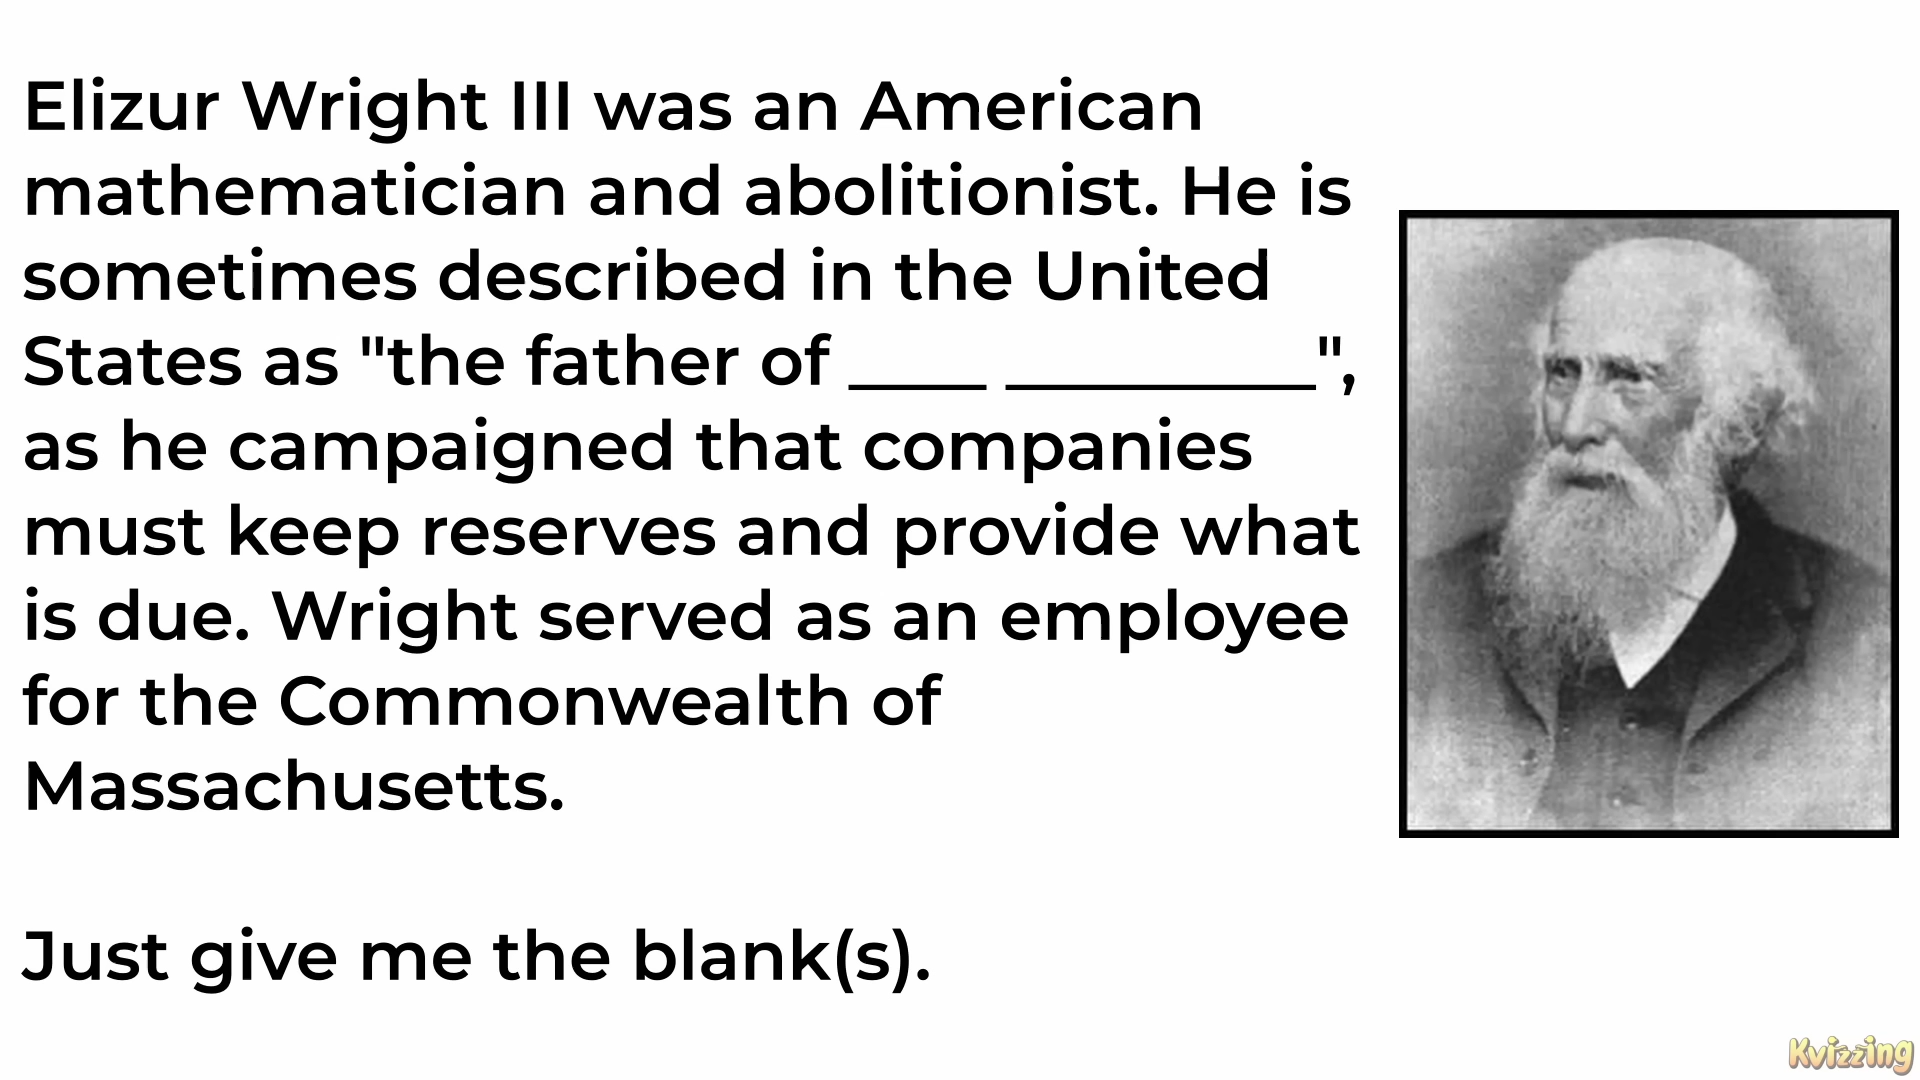 Elizur Wright III was an American
mathematician and abolitionist. He is
sometimes described in the United
States as "the father of ____ _________",
as he campaigned that companies
must keep reserves and provide what
is due. Wright served as an employee
for the Commonwealth of
Massachusetts.
Just give me the blank(s).
Kvizzing